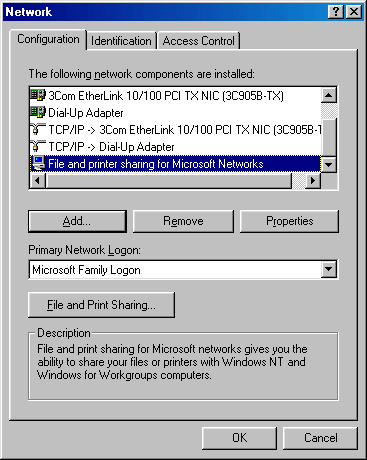 Network
Configuration Identification Access Control
The following network components are installed:
3Com EtherLink 10/100 PCI TX NIC (3C905B-TX)
Dial-Up Adapter
TCP/IP -> 3Com EtherLink 10/100 PCI TX NIC (3C905B-T
TCP/IP -> Dial-Up Adapter
File and printer sharing for Microsoft Networks
Add... Remove Properties
Primary Network Logon:
Microsoft Family Logon
File and Print Sharing...
Description
File and print sharing for Microsoft networks gives you the
ability to share your files or printers with Windows NT and
Windows for Workgroups computers.
OK Cancel